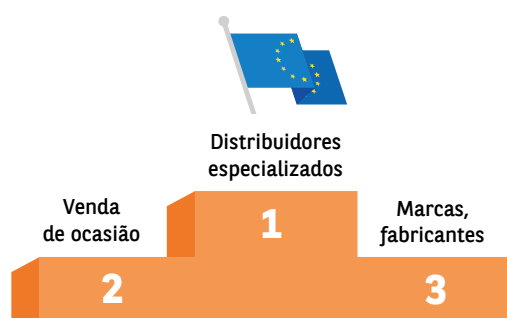 Distribuidores
especializados
1
Venda
de ocasião
2
Marcas,
fabricantes
3